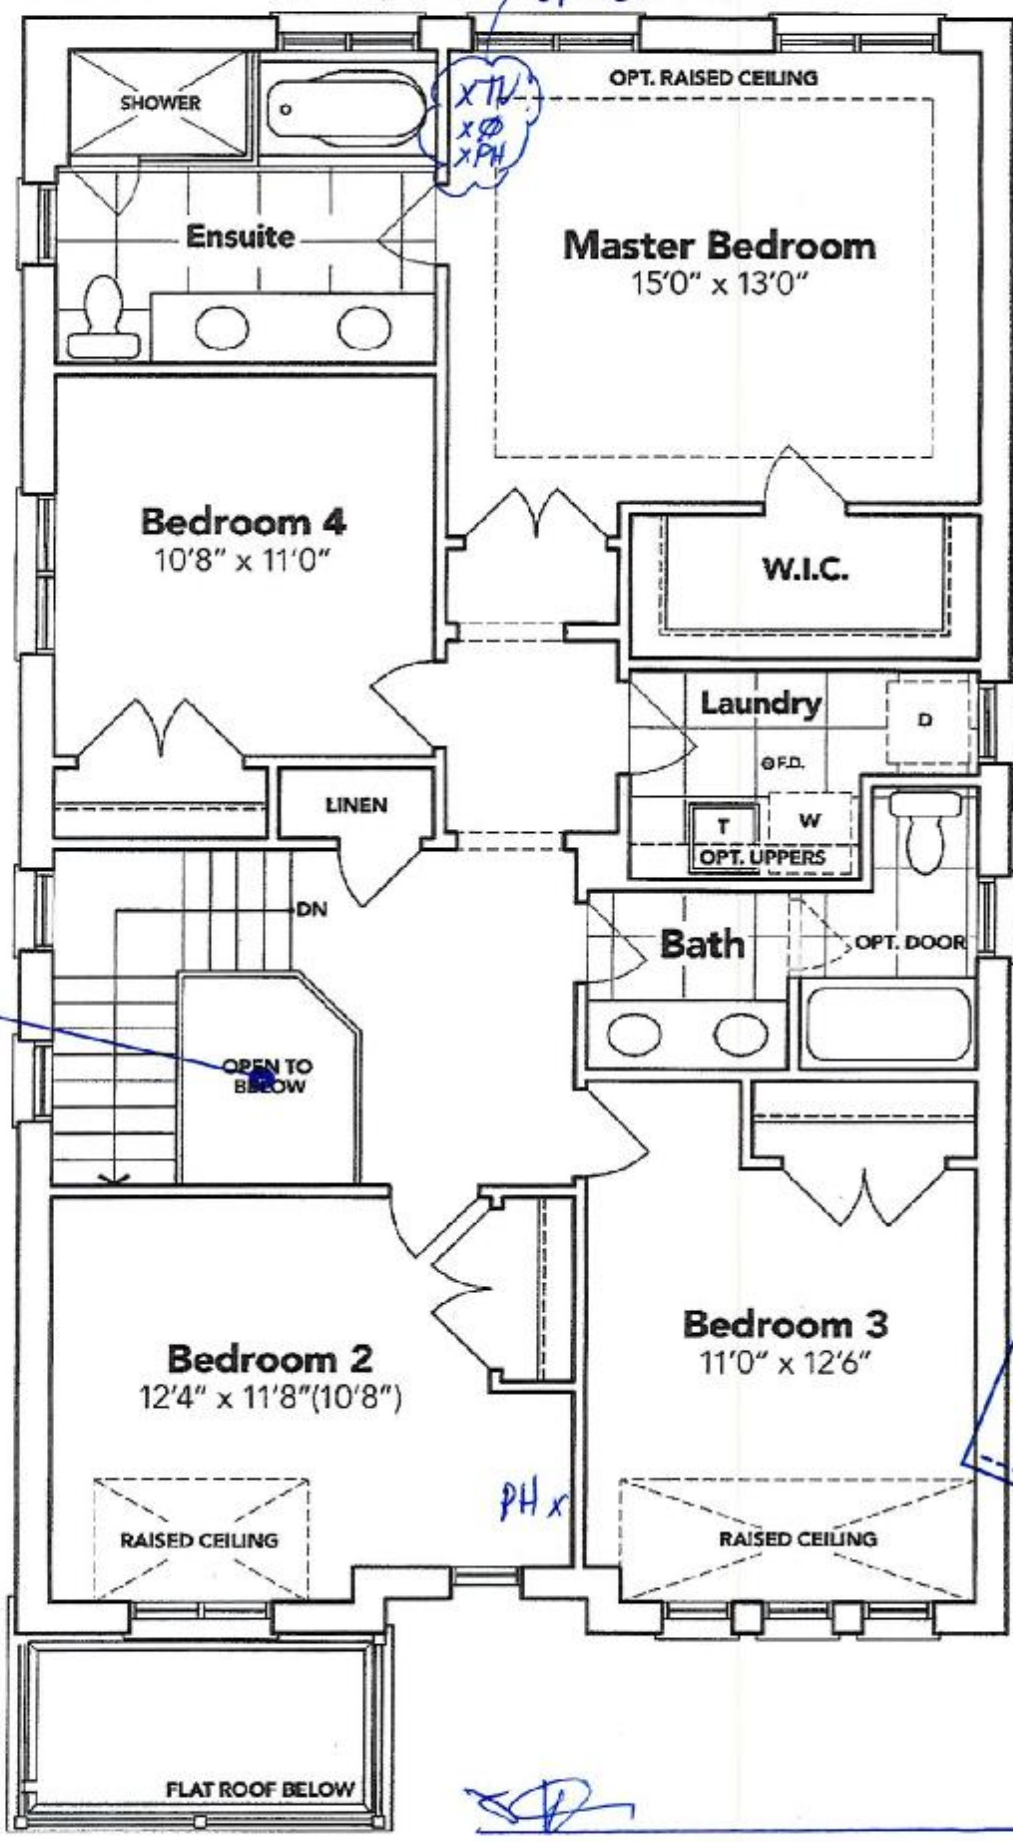 OPT. RAISED CEILING
SHOWER
xTV
xØ
xPH
Ensuite
Master Bedroom
15'0" x 13'0"
Bedroom 4
10'8" x 11'0"
W.I.C.
Laundry
D
F.D.
LINEN
T
W
OPT. UPPERS
DN
Bath
OPT. DOOR
OPEN TO
BELOW
Bedroom 3
11'0" x 12'6"
Bedroom 2
12'4" x 11'8"(10'8")
PH x
RAISED CEILING
RAISED CEILING
FLAT ROOF BELOW